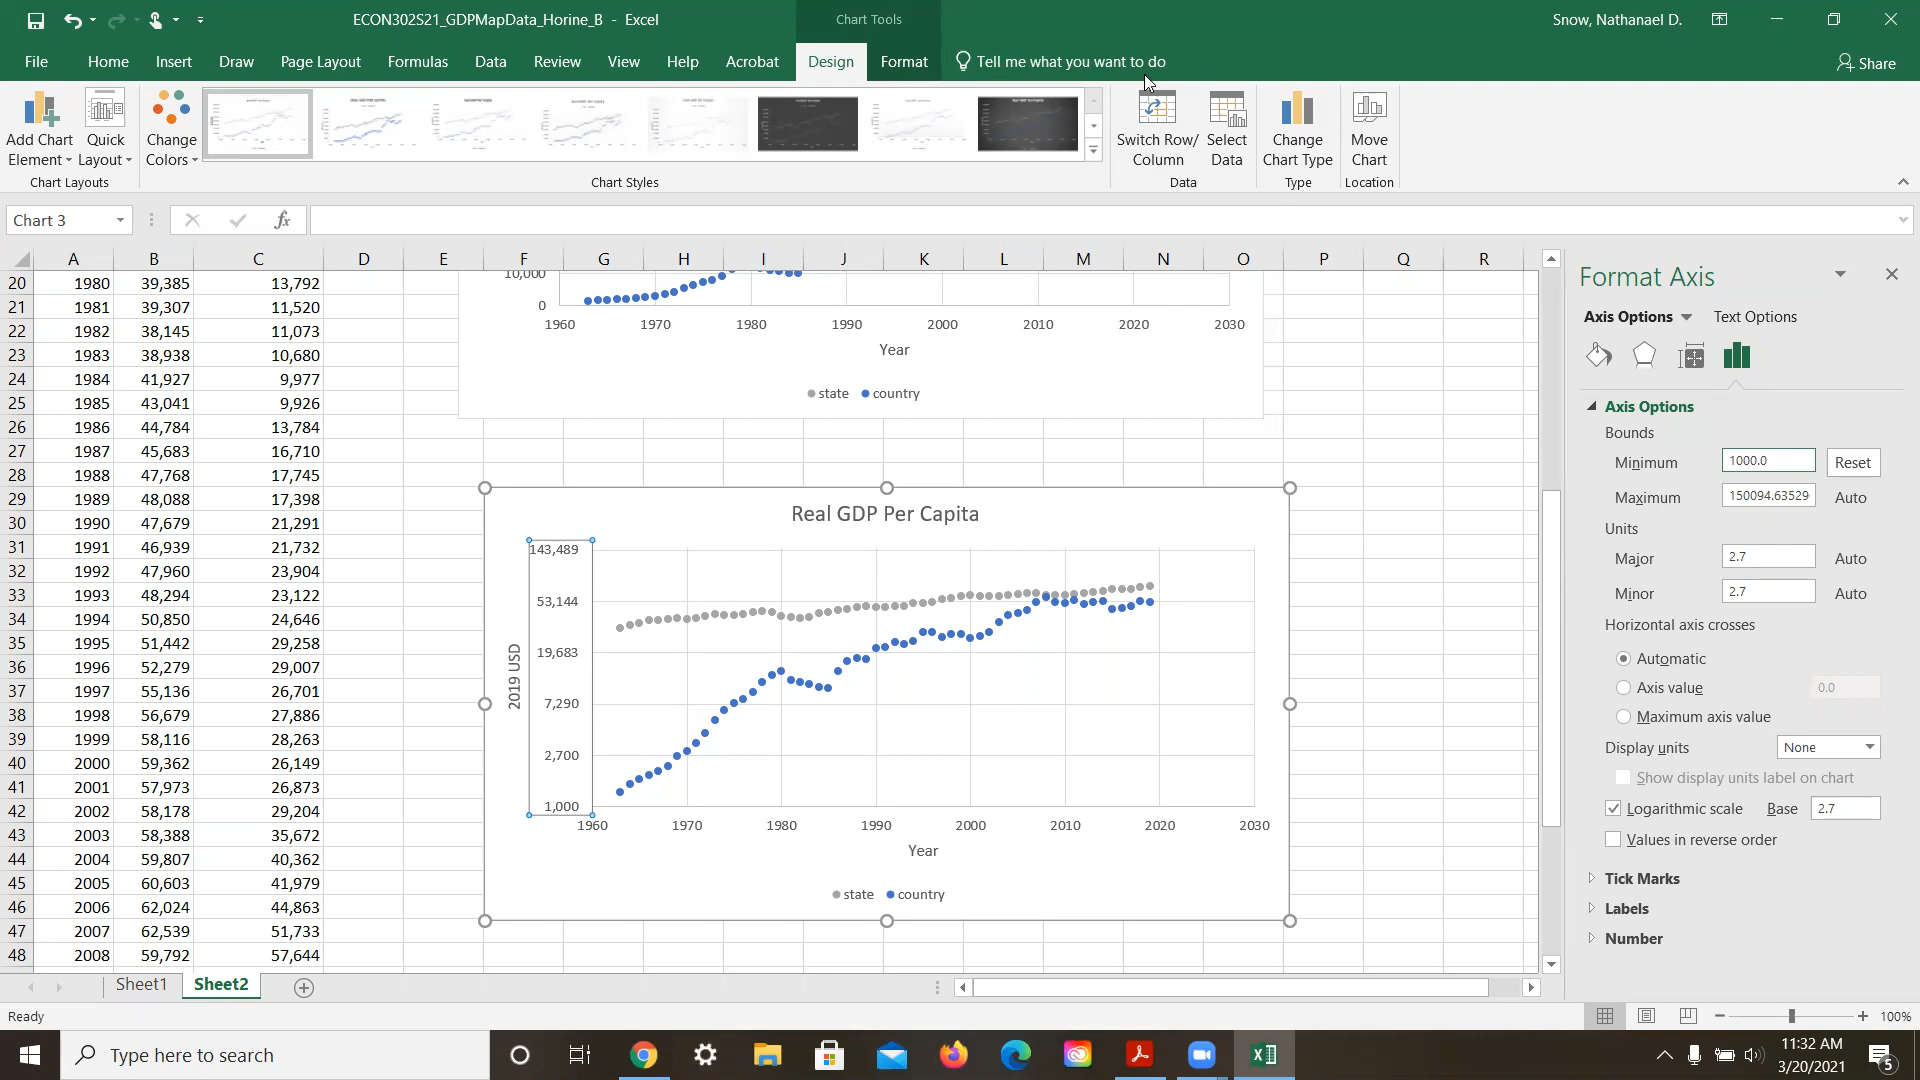 ECON302S21_GDPMapData_Horine_B - Excel
Chart Tools
Snow, Nathanael D.
File Home Insert Draw Page Layout Formulas Data Review View Help Acrobat Design Format Tell me what you want to do Share
Add Chart Element
Quick Layout
Change Colors
Switch Row/ Column
Select Data
Change Chart Type
Move Chart
Chart Layouts Chart Styles Data Type Location
Chart 3 fx
A B C D E F G H I J K L M N O P Q R
20 1980 39,385 13,792
21 1981 39,307 11,520
22 1982 38,145 11,073
23 1983 38,938 10,680
24 1984 41,927 9,977
25 1985 43,041 9,926
26 1986 44,784 13,784
27 1987 45,683 16,710
28 1988 47,768 17,745
29 1989 48,088 17,398
30 1990 47,679 21,291
31 1991 46,939 21,732
32 1992 47,960 23,904
33 1993 48,294 23,122
34 1994 50,850 24,646
35 1995 51,442 29,258
36 1996 52,279 29,007
37 1997 55,136 26,701
38 1998 56,679 27,886
39 1999 58,116 28,263
40 2000 59,362 26,149
41 2001 57,973 26,873
42 2002 58,178 29,204
43 2003 58,388 35,672
44 2004 59,807 40,362
45 2005 60,603 41,979
46 2006 62,024 44,863
47 2007 62,539 51,733
48 2008 59,792 57,644
10,000
0
1960 1970 1980 1990 2000 2010 2020 2030
Year
state country
Real GDP Per Capita
143,489
53,144
19,683
7,290
2,700
1,000
2019 USD
1960 1970 1980 1990 2000 2010 2020 2030
Year
state country
Format Axis
Axis Options Text Options
Axis Options
Bounds
Minimum 1000.0 Reset
Maximum 150094.63529 Auto
Units
Major 2.7 Auto
Minor 2.7 Auto
Horizontal axis crosses
Automatic
Axis value 0.0
Maximum axis value
Display units None
Show display units label on chart
Logarithmic scale Base 2.7
Values in reverse order
Tick Marks
Labels
Number
Sheet1 Sheet2
Ready
100%
Type here to search
11:32 AM
3/20/2021
5